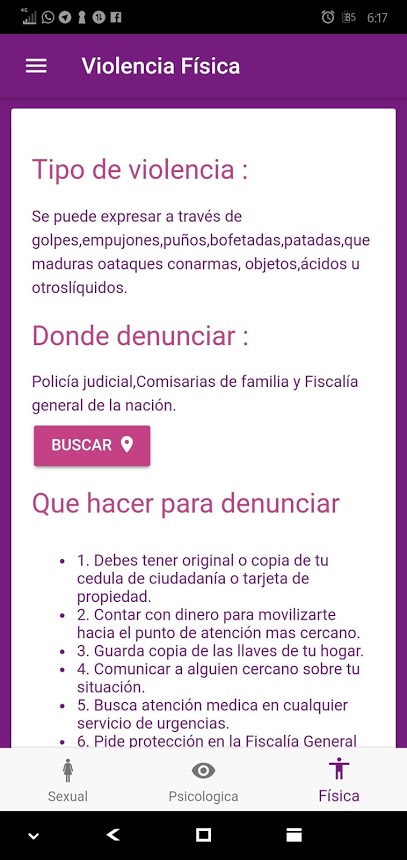 4G
85 6:17
Violencia Física
Tipo de violencia :
Se puede expresar a través de
golpes,empujones,puños,bofetadas,patadas,que
maduras oataques conarmas, objetos,ácidos u
otroslíquidos.
Donde denunciar :
Policía judicial,Comisarias de familia y Fiscalía
general de la nación.
BUSCAR
Que hacer para denunciar
• 1. Debes tener original o copia de tu
cedula de ciudadanía o tarjeta de
propiedad.
• 2. Contar con dinero para movilizarte
hacia el punto de atención mas cercano.
• 3. Guarda copia de las llaves de tu hogar.
• 4. Comunicar a alguien cercano sobre tu
situación.
• 5. Busca atención medica en cualquier
servicio de urgencias.
• 6. Pide protección en la Fiscalía General
Sexual
Psicologica
Física